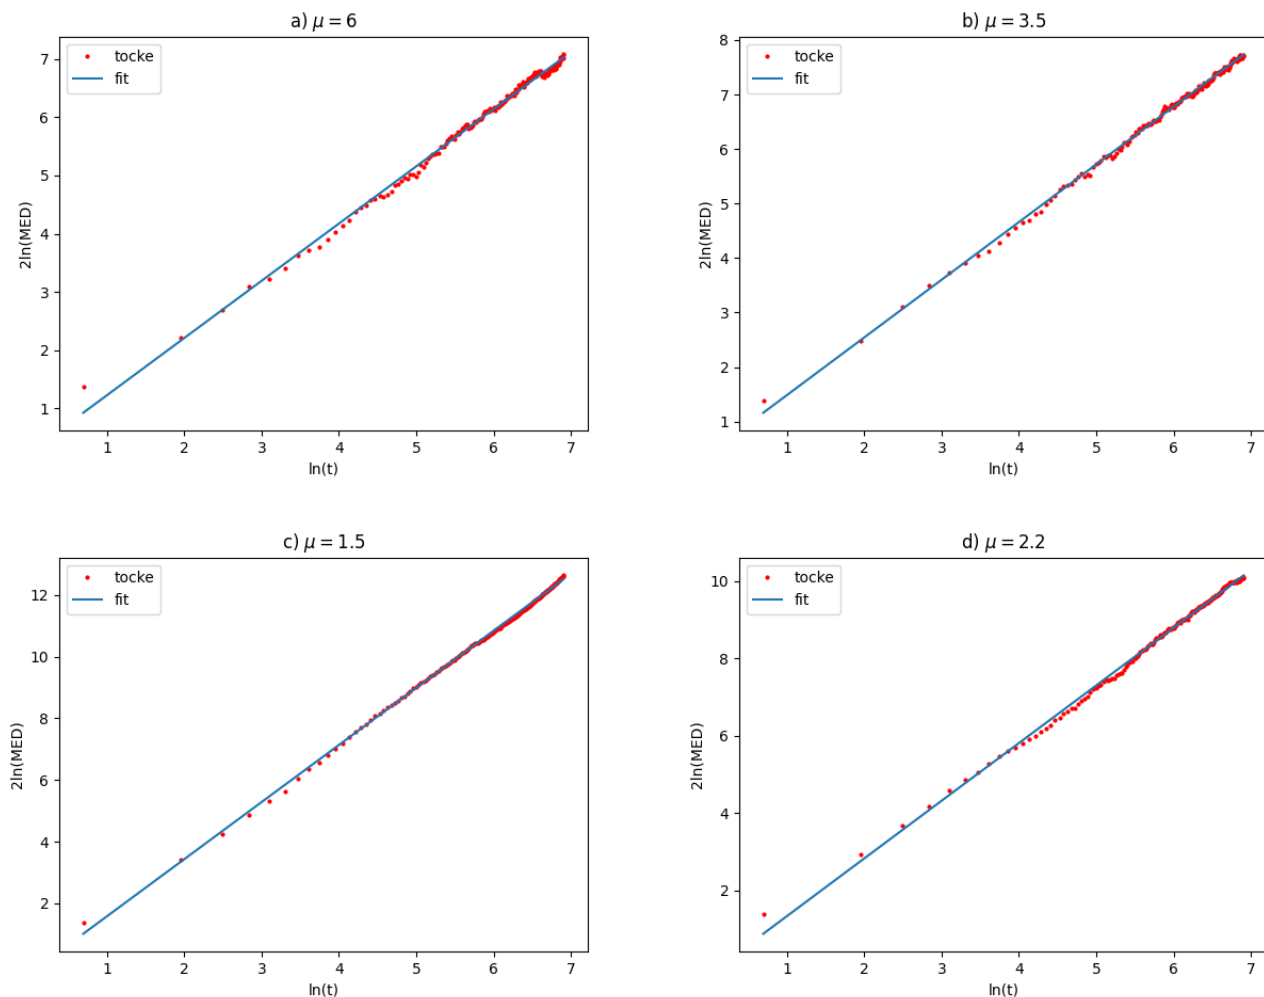 a) μ = 6
tocke
fit
7
6
5
4
3
2
1
2ln(MED)
1 2 3 4 5 6 7
ln(t)
b) μ = 3.5
tocke
fit
8
7
6
5
4
3
2
1
2ln(MED)
1 2 3 4 5 6 7
ln(t)
c) μ = 1.5
tocke
fit
12
10
8
6
4
2
2ln(MED)
1 2 3 4 5 6 7
ln(t)
d) μ = 2.2
tocke
fit
10
8
6
4
2
2ln(MED)
1 2 3 4 5 6 7
ln(t)